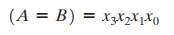 (A = B) = x₃x₂x₁x₀